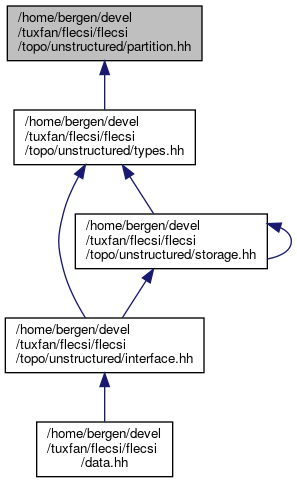 /home/bergen/devel
/tuxfan/flecsi/flecsi
/topo/unstructured/partition.hh
/home/bergen/devel
/tuxfan/flecsi/flecsi
/topo/unstructured/types.hh
/home/bergen/devel
/tuxfan/flecsi/flecsi
/topo/unstructured/storage.hh
/home/bergen/devel
/tuxfan/flecsi/flecsi
/topo/unstructured/interface.hh
/home/bergen/devel
/tuxfan/flecsi/flecsi
/data.hh